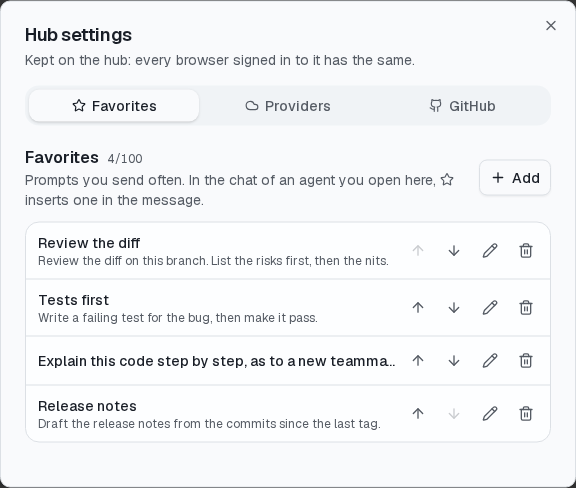 Hub settings
Kept on the hub: every browser signed in to it has the same.
Favorites
Providers
GitHub
Favorites 4/100
Prompts you send often. In the chat of an agent you open here, ☆
inserts one in the message.
Add
Review the diff
Review the diff on this branch. List the risks first, then the nits.
Tests first
Write a failing test for the bug, then make it pass.
Explain this code step by step, as to a new teamma...
Release notes
Draft the release notes from the commits since the last tag.